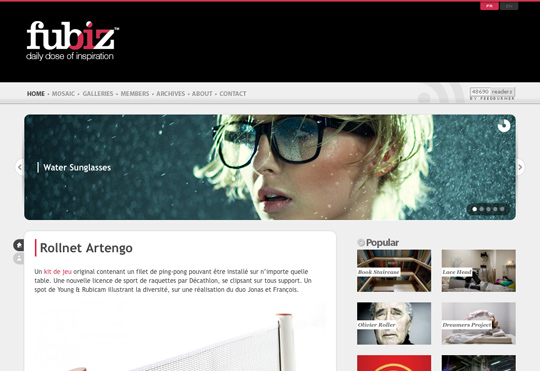 FR EN
fubiz™
daily dose of inspiration
HOME • MOSAIC • GALLERIES • MEMBERS • ARCHIVES • ABOUT • CONTACT
48690 readers
BY FEEDBURNER
Water Sunglasses
Rollnet Artengo
Un kit de jeu original contenant un filet de ping-pong pouvant être installé sur n'importe quelle
table. Une nouvelle licence de sport de raquettes par Décathlon, se clipsant sur tous support. Un
spot de Young & Rubicam illustrant la diversité, sur une réalisation du duo Jonas et François.
Popular
Book Staircase
Lace Head
Olivier Roller
Dreamers Project